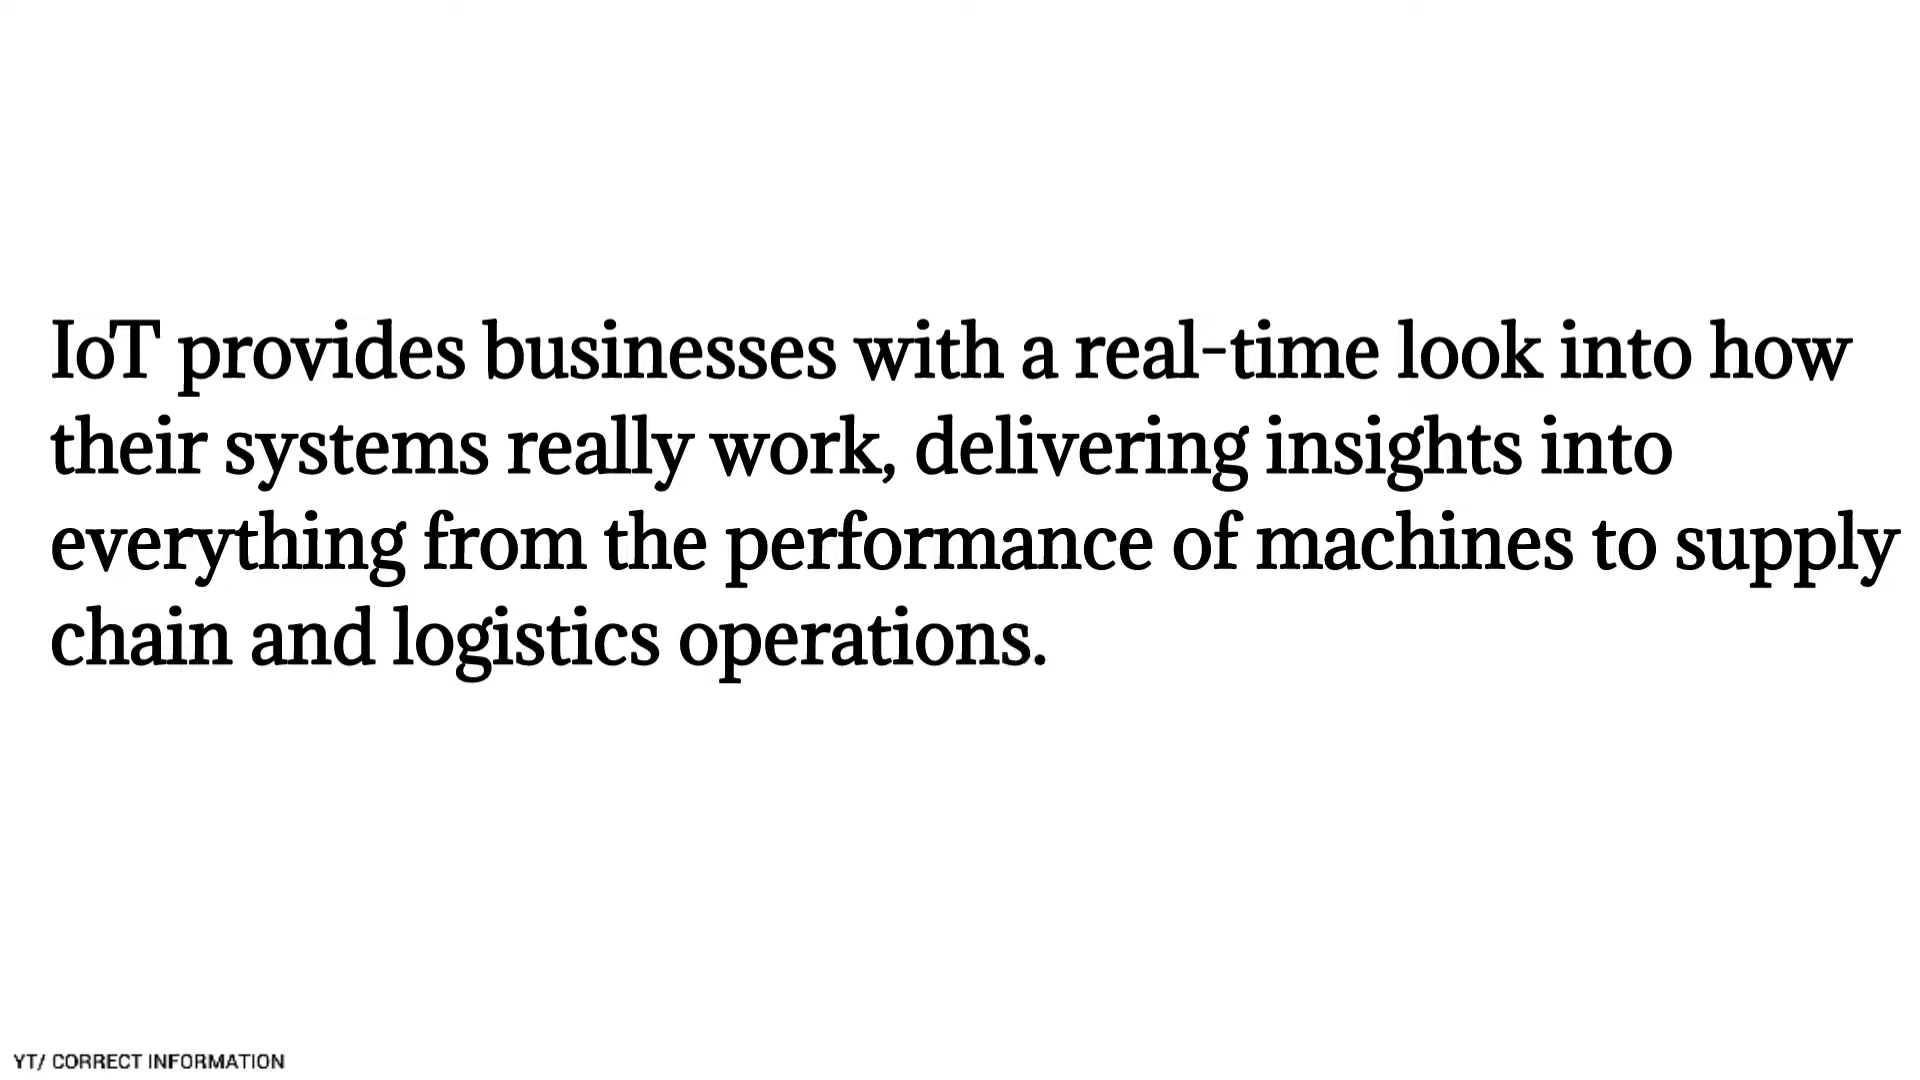 IoT provides businesses with a real-time look into how
their systems really work, delivering insights into
everything from the performance of machines to supply
chain and logistics operations.
YT/ CORRECT INFORMATION